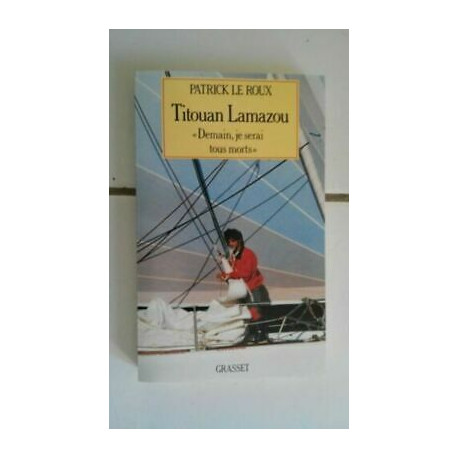 PATRICK LE ROUX
Titouan Lamazou
«Demain, je serai
tous morts»
GRASSET